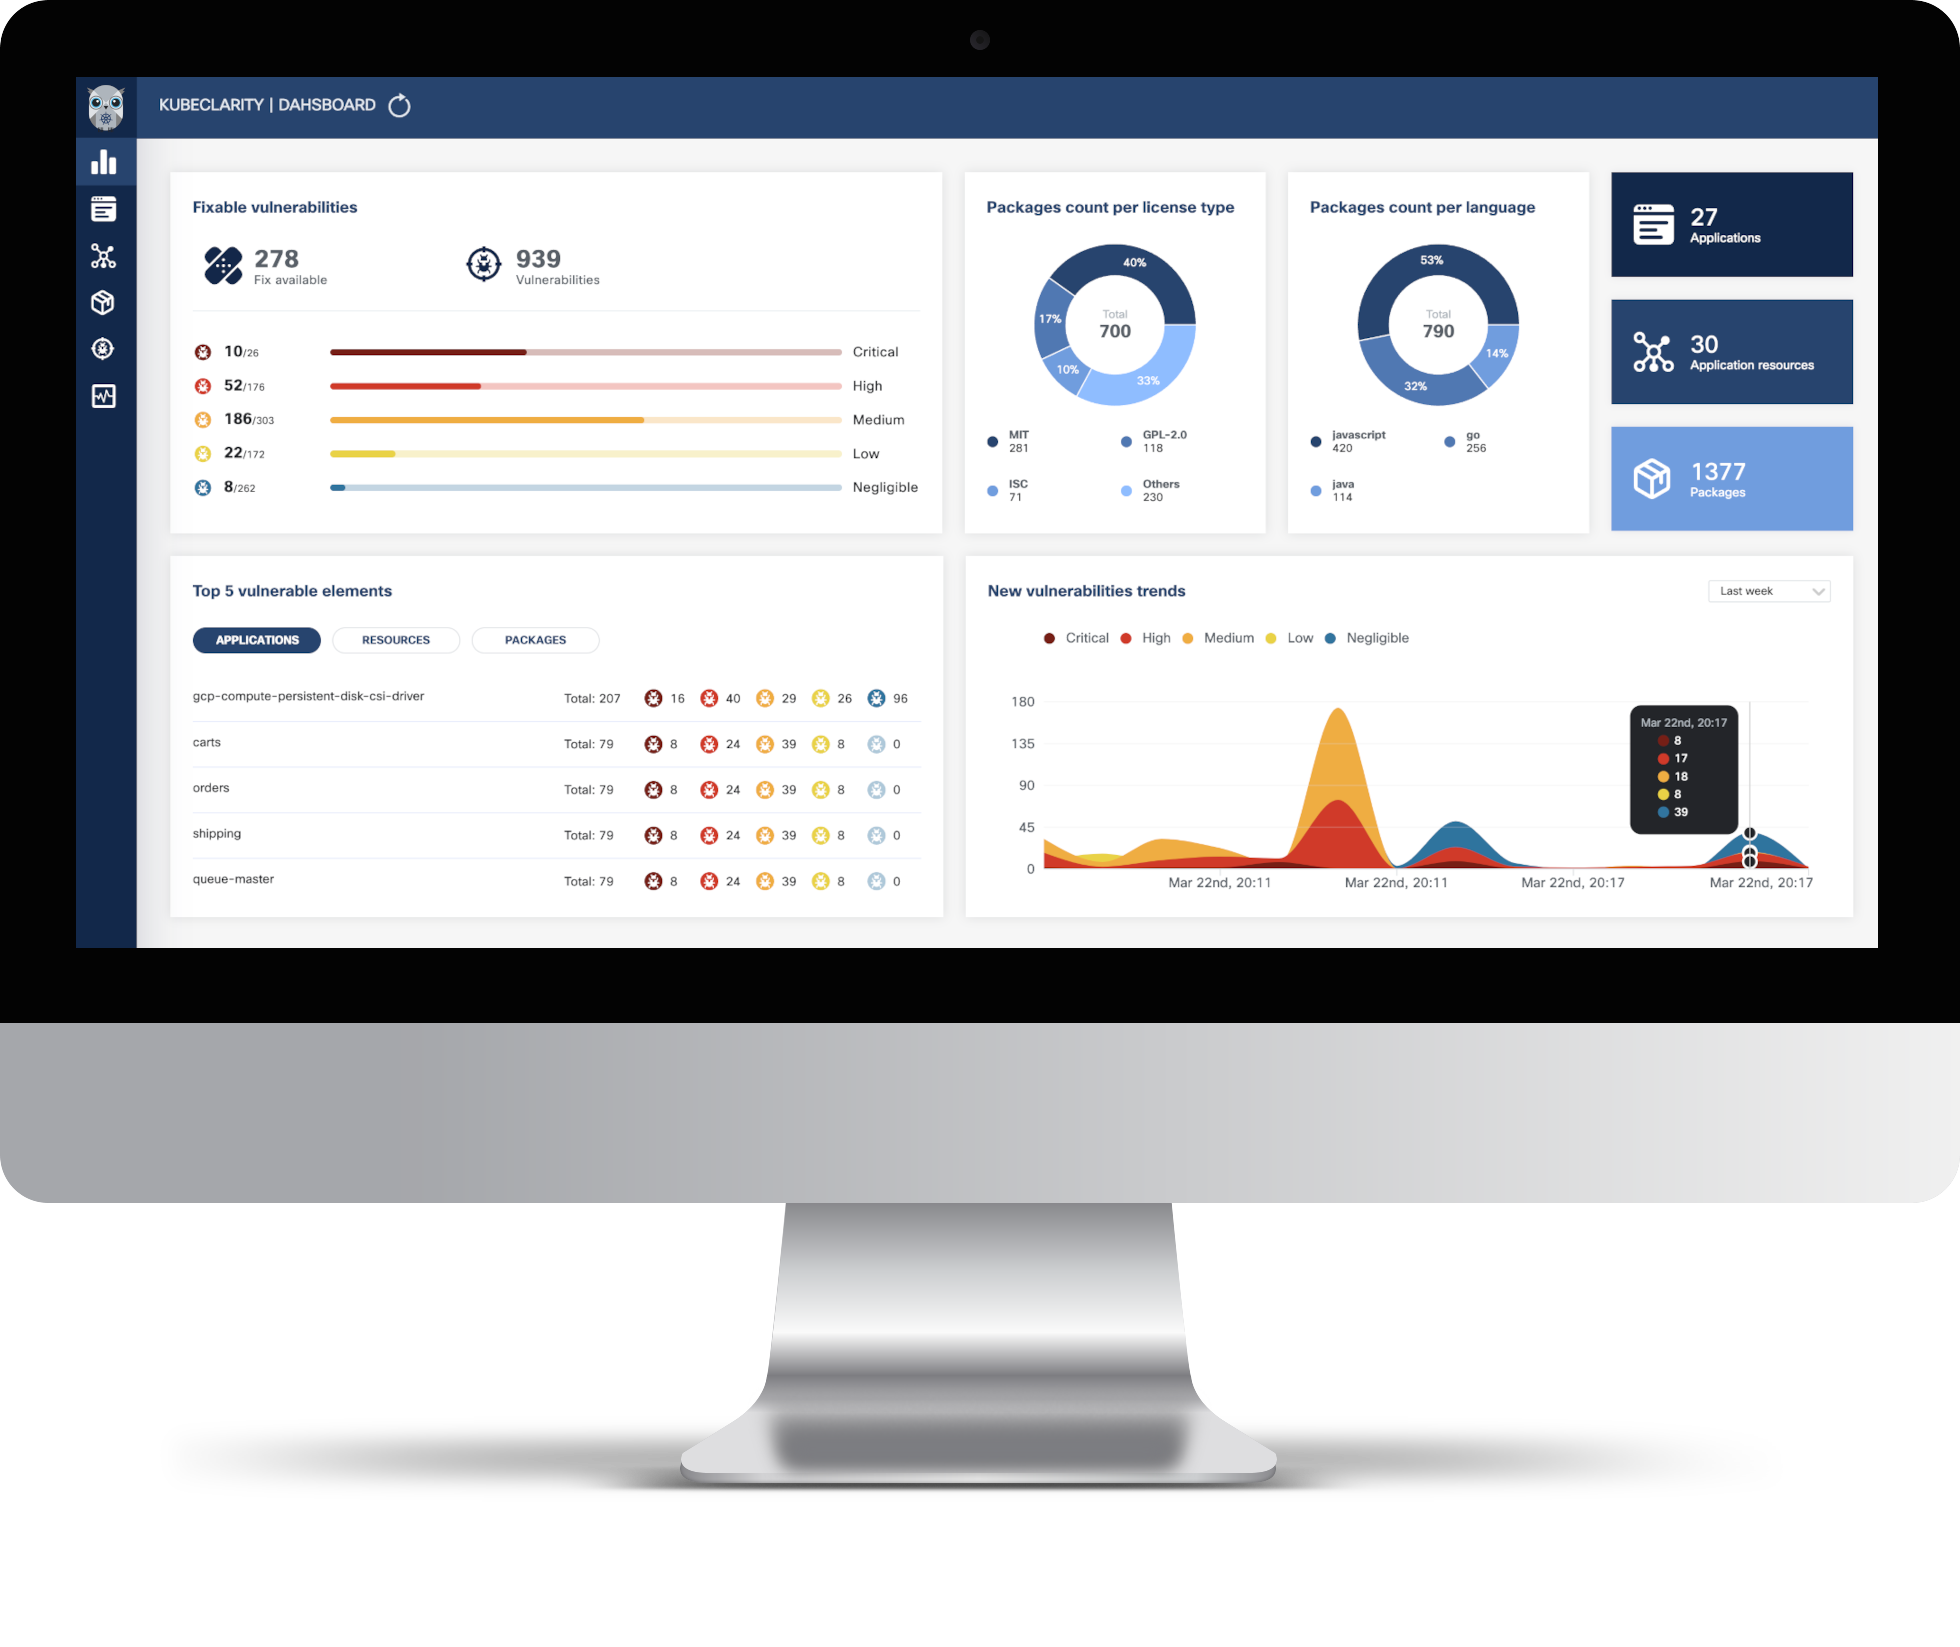 KUBECLARITY | DAHSBOARD
Fixable vulnerabilities
278
Fix available
939
Vulnerabilities
10/26 Critical
52/176 High
186/303 Medium
22/172 Low
8/262 Negligible
Packages count per license type
40%
17%
10%
33%
Total
700
MIT
281
GPL-2.0
118
ISC
71
Others
230
Packages count per language
53%
14%
32%
Total
790
javascript
420
go
256
java
114
27
Applications
30
Application resources
1377
Packages
Top 5 vulnerable elements
APPLICATIONS RESOURCES PACKAGES
gcp-compute-persistent-disk-csi-driver Total: 207 16 40 29 26 96
carts Total: 79 8 24 39 8 0
orders Total: 79 8 24 39 8 0
shipping Total: 79 8 24 39 8 0
queue-master Total: 79 8 24 39 8 0
New vulnerabilities trends
Last week
Critical High Medium Low Negligible
180
135
90
45
0
Mar 22nd, 20:17
8
17
18
8
39
Mar 22nd, 20:11 Mar 22nd, 20:11 Mar 22nd, 20:17 Mar 22nd, 20:17